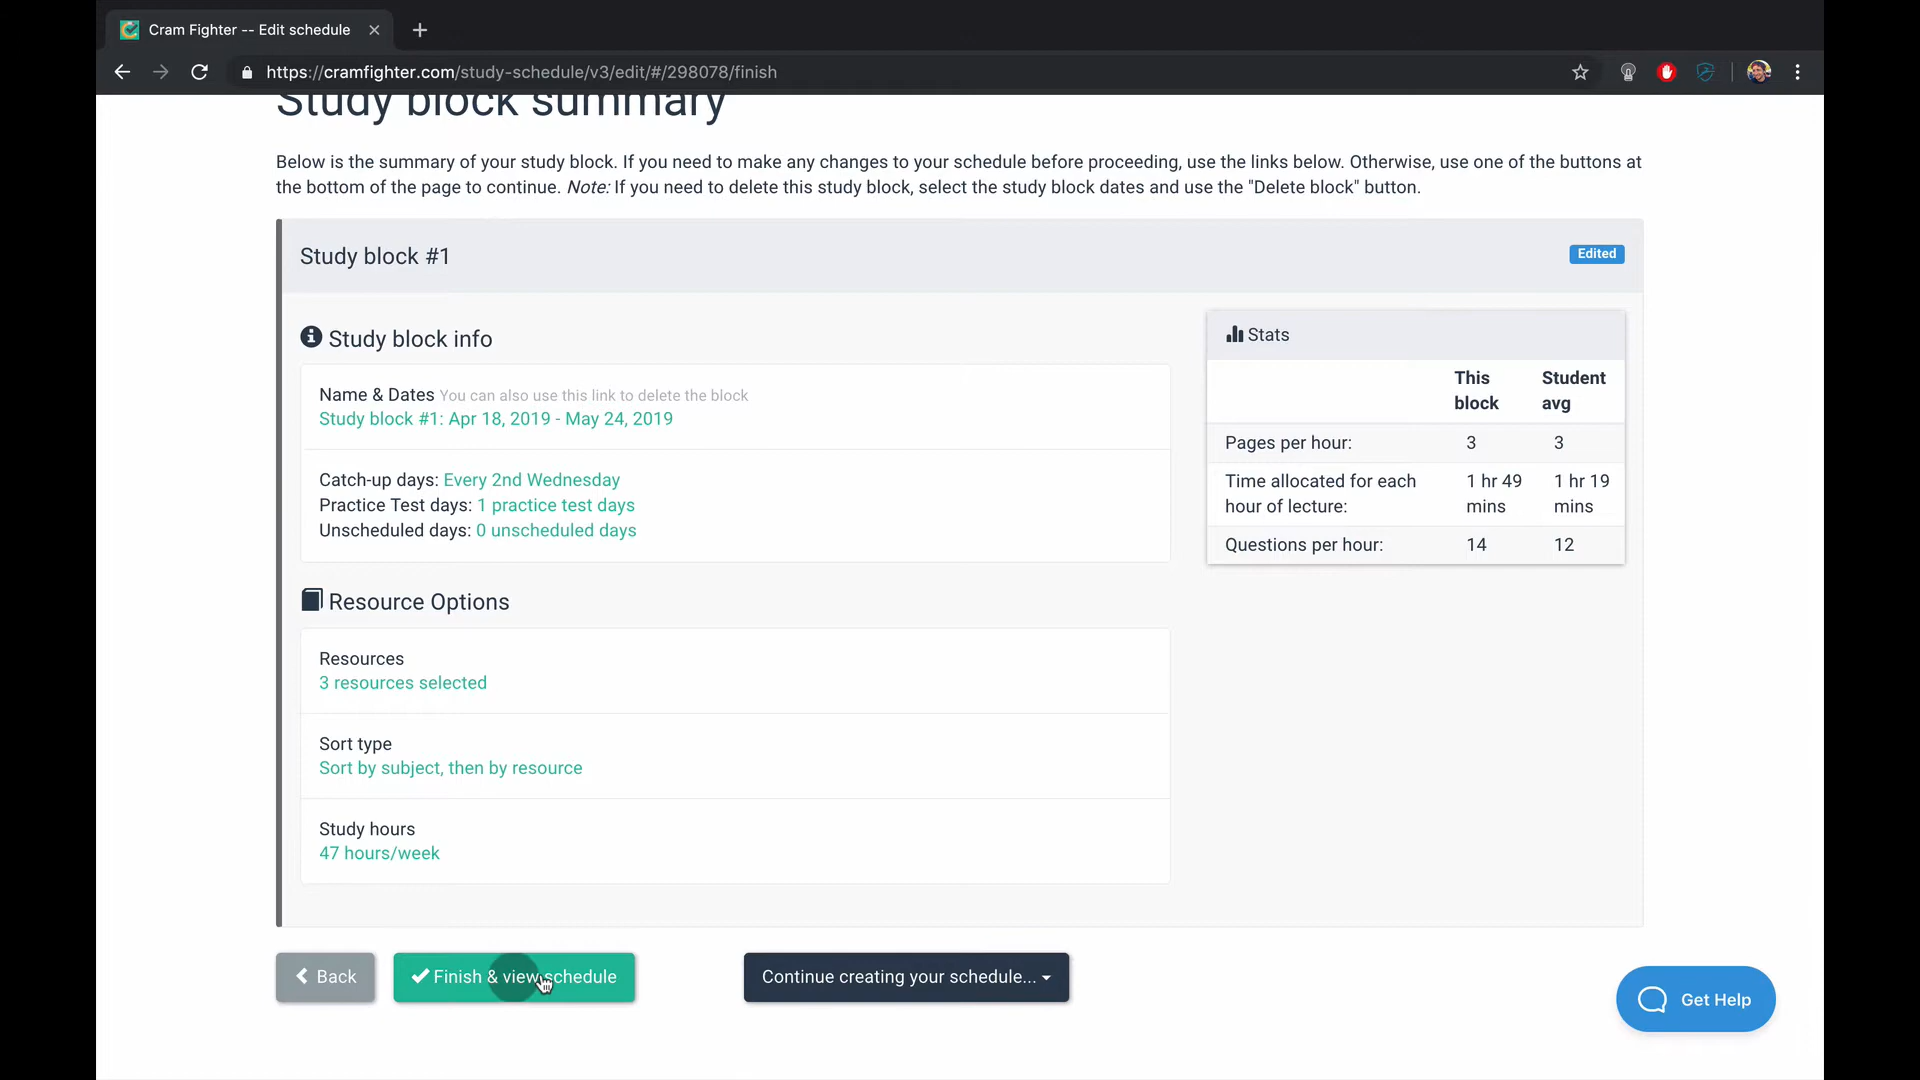 Cram Fighter -- Edit schedule
https://cramfighter.com/study-schedule/v3/edit/#/298078/finish
Study block summary
Below is the summary of your study block. If you need to make any changes to your schedule before proceeding, use the links below. Otherwise, use one of the buttons at
the bottom of the page to continue. Note: If you need to delete this study block, select the study block dates and use the "Delete block" button.
Study block #1
Edited
Study block info
Name & Dates You can also use this link to delete the block
Study block #1: Apr 18, 2019 - May 24, 2019
Catch-up days: Every 2nd Wednesday
Practice Test days: 1 practice test days
Unscheduled days: 0 unscheduled days
Resource Options
Resources
3 resources selected
Sort type
Sort by subject, then by resource
Study hours
47 hours/week
Stats
This block
Student avg
Pages per hour: 3 3
Time allocated for each hour of lecture: 1 hr 49 mins 1 hr 19 mins
Questions per hour: 14 12
Back
Finish & view schedule
Continue creating your schedule...
Get Help